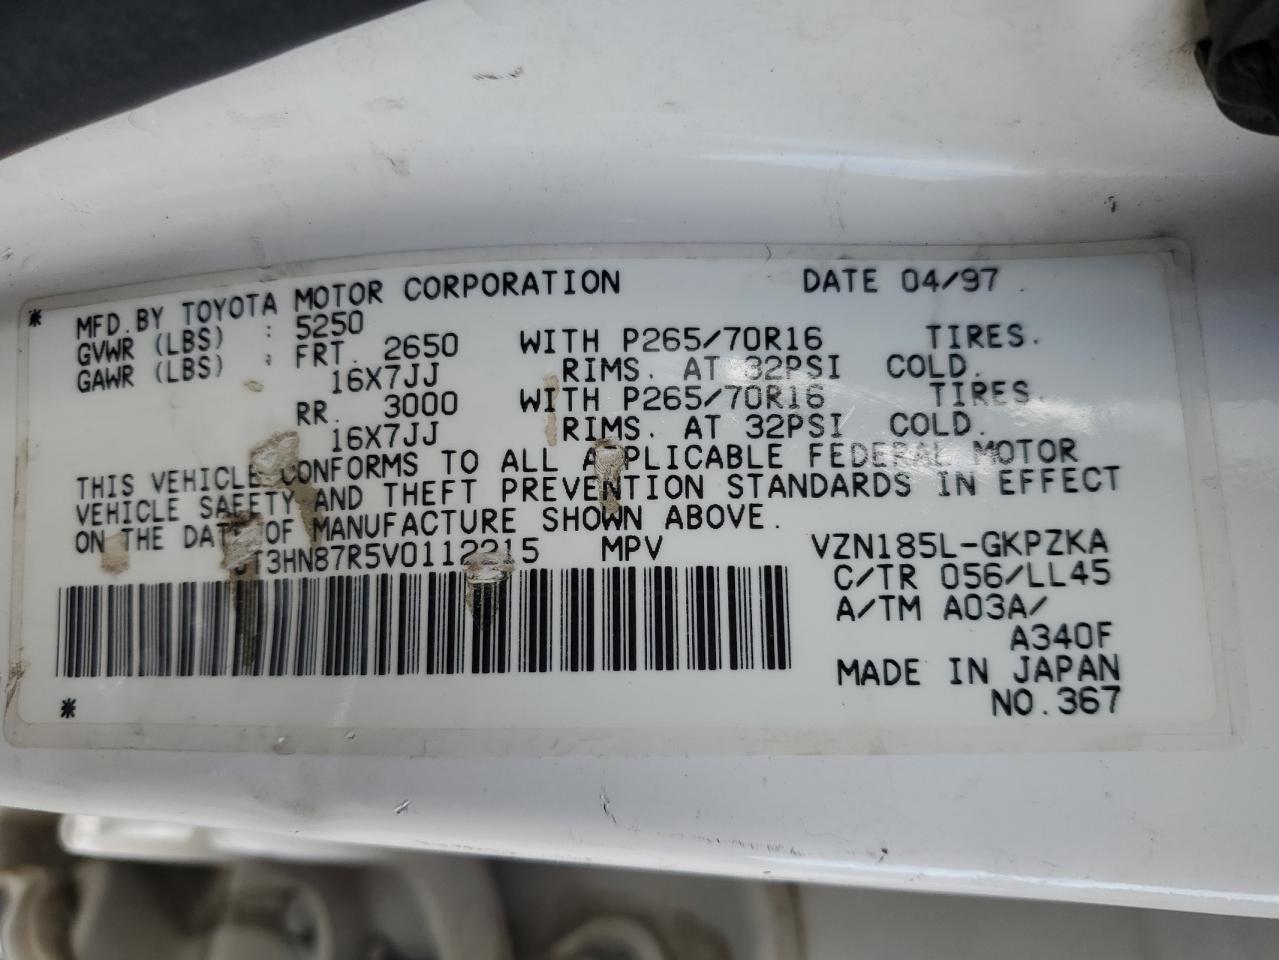 * MFD. BY TOYOTA MOTOR CORPORATION DATE 04/97 .
GVWR (LBS) : 5250
GAWR (LBS) : FRT. 2650 WITH P265/70R16 TIRES.
16X7JJ RIMS. AT 32PSI COLD.
RR. 3000 WITH P265/70R16 TIRES.
16X7JJ RIMS. AT 32PSI COLD.
THIS VEHICLE CONFORMS TO ALL APPLICABLE FEDERAL MOTOR
VEHICLE SAFETY AND THEFT PREVENTION STANDARDS IN EFFECT
ON THE DATE OF MANUFACTURE SHOWN ABOVE.
JT3HN87R5V0112215 MPV VZN185L-GKPZKA
C/TR 056/LL45
A/TM A03A/
A340F
MADE IN JAPAN
* NO.367